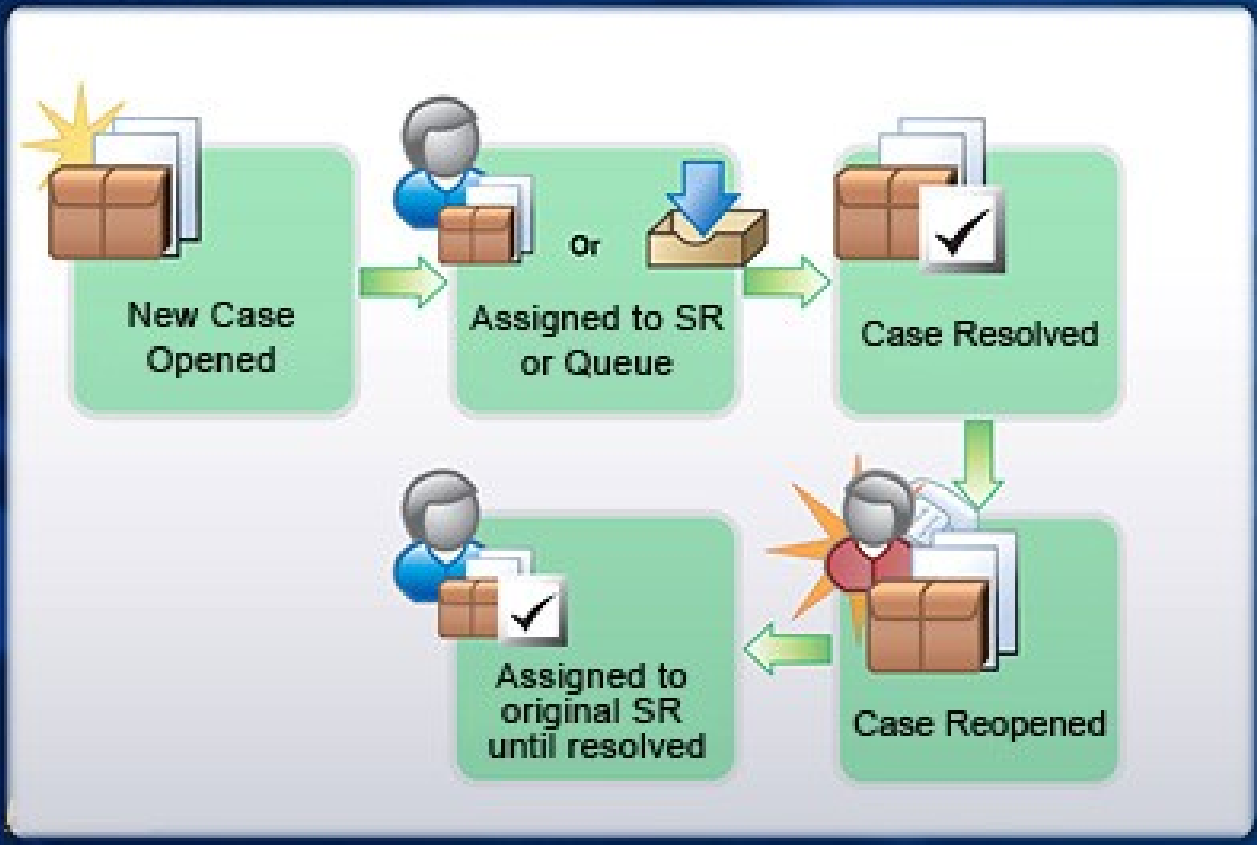 New Case
Opened
Or
Assigned to SR
or Queue
Case Resolved
Case Reopened
Assigned to
original SR
until resolved